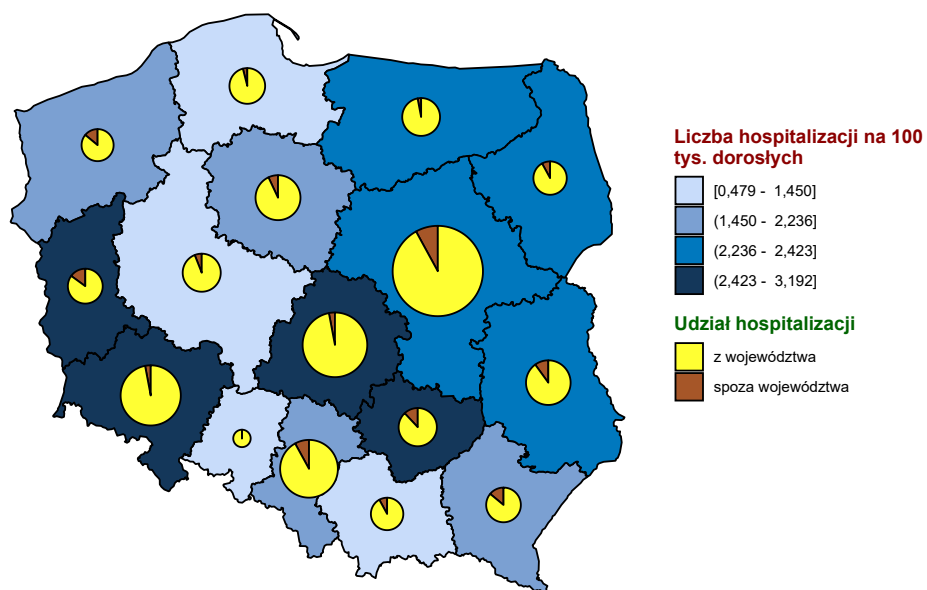 Liczba hospitalizacji na 100
tys. dorosłych
[0,479 - 1,450]
(1,450 - 2,236]
(2,236 - 2,423]
(2,423 - 3,192]
Udział hospitalizacji
z województwa
spoza województwa